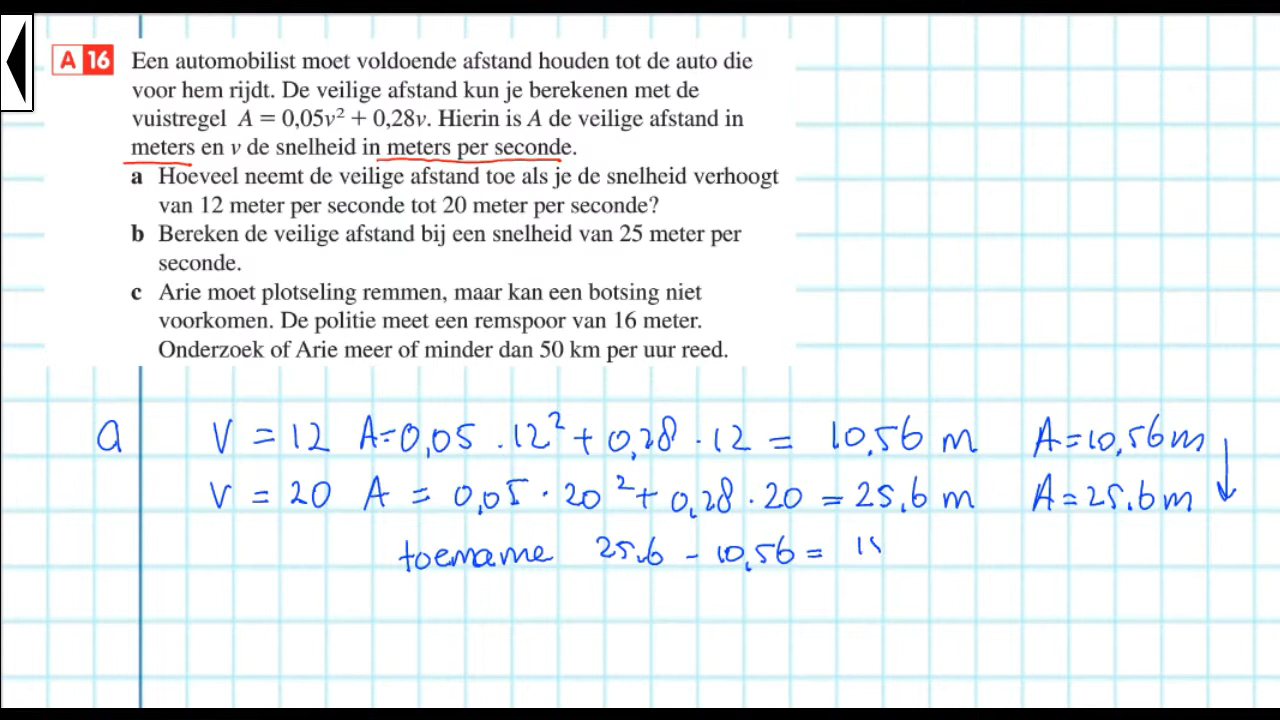 A 16 Een automobilist moet voldoende afstand houden tot de auto die
voor hem rijdt. De veilige afstand kun je berekenen met de
vuistregel A = 0,05v² + 0,28v. Hierin is A de veilige afstand in
meters en v de snelheid in meters per seconde.
a Hoeveel neemt de veilige afstand toe als je de snelheid verhoogt
van 12 meter per seconde tot 20 meter per seconde?
b Bereken de veilige afstand bij een snelheid van 25 meter per
seconde.
c Arie moet plotseling remmen, maar kan een botsing niet
voorkomen. De politie meet een remspoor van 16 meter.
Onderzoek of Arie meer of minder dan 50 km per uur reed.
a V = 12 A=0,05 · 12² + 0,28 · 12 = 10,56 m A=10,56m
V = 20 A = 0,05 · 20² + 0,28 · 20 = 25,6 m A=25,6m
toename 25,6 - 10,56 =